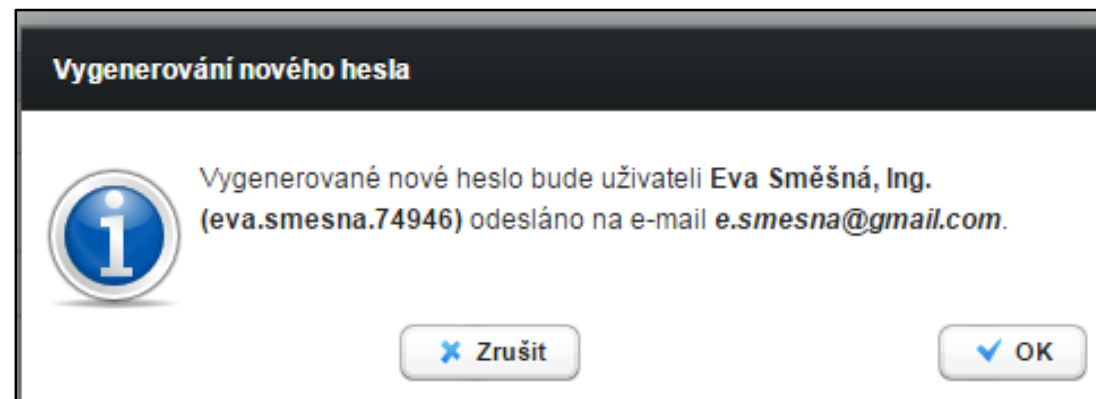 Vygenerování nového hesla
Vygenerované nové heslo bude uživateli Eva Směšná, Ing.
(eva.smesna.74946) odesláno na e-mail e.smesna@gmail.com.
Zrušit
OK